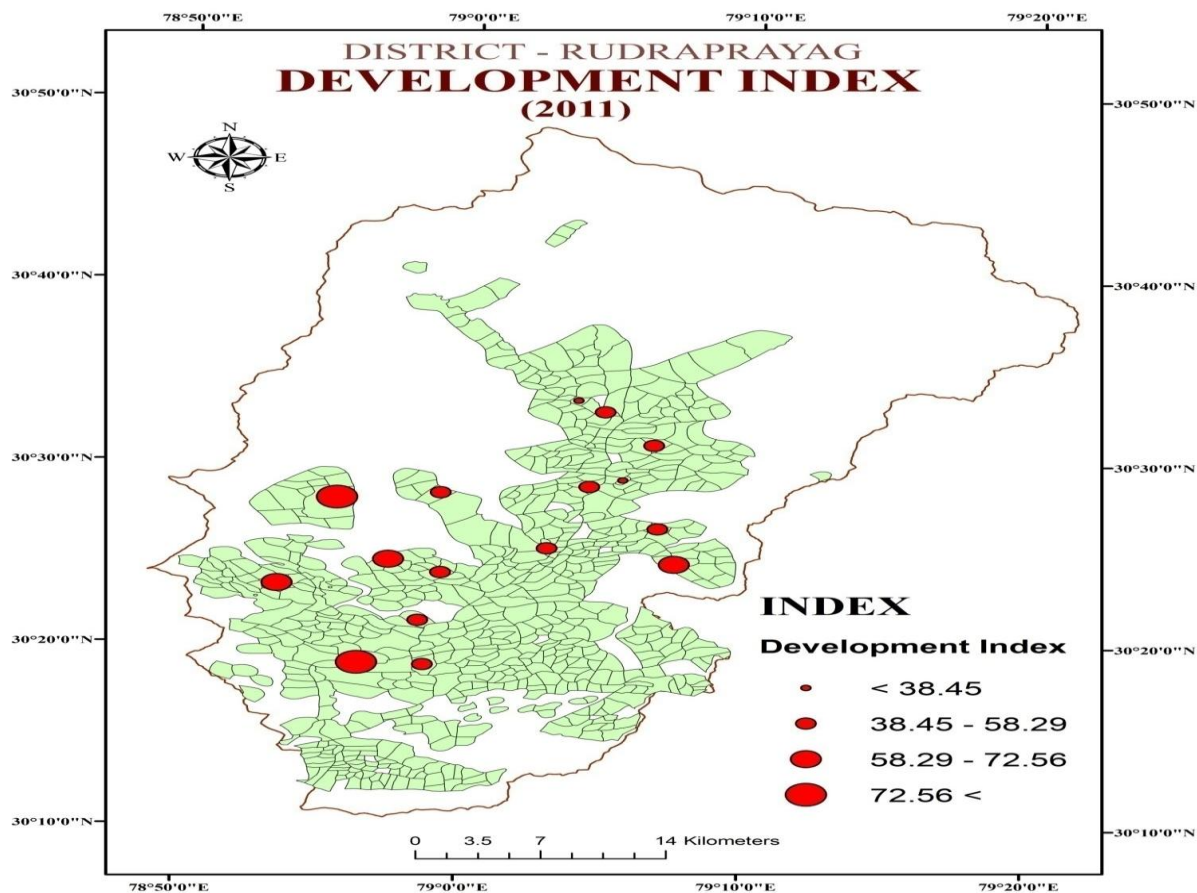 78°50'0"E 79°0'0"E 79°10'0"E 79°20'0"E
DISTRICT - RUDRAPRAYAG
DEVELOPMENT INDEX
(2011)
30°50'0"N 30°50'0"N
N
W E
S
30°40'0"N 30°40'0"N
30°30'0"N 30°30'0"N
INDEX
30°20'0"N 30°20'0"N
Development Index
< 38.45
38.45 - 58.29
58.29 - 72.56
72.56 <
30°10'0"N 30°10'0"N
0 3.5 7 14 Kilometers
78°50'0"E 79°0'0"E 79°10'0"E 79°20'0"E